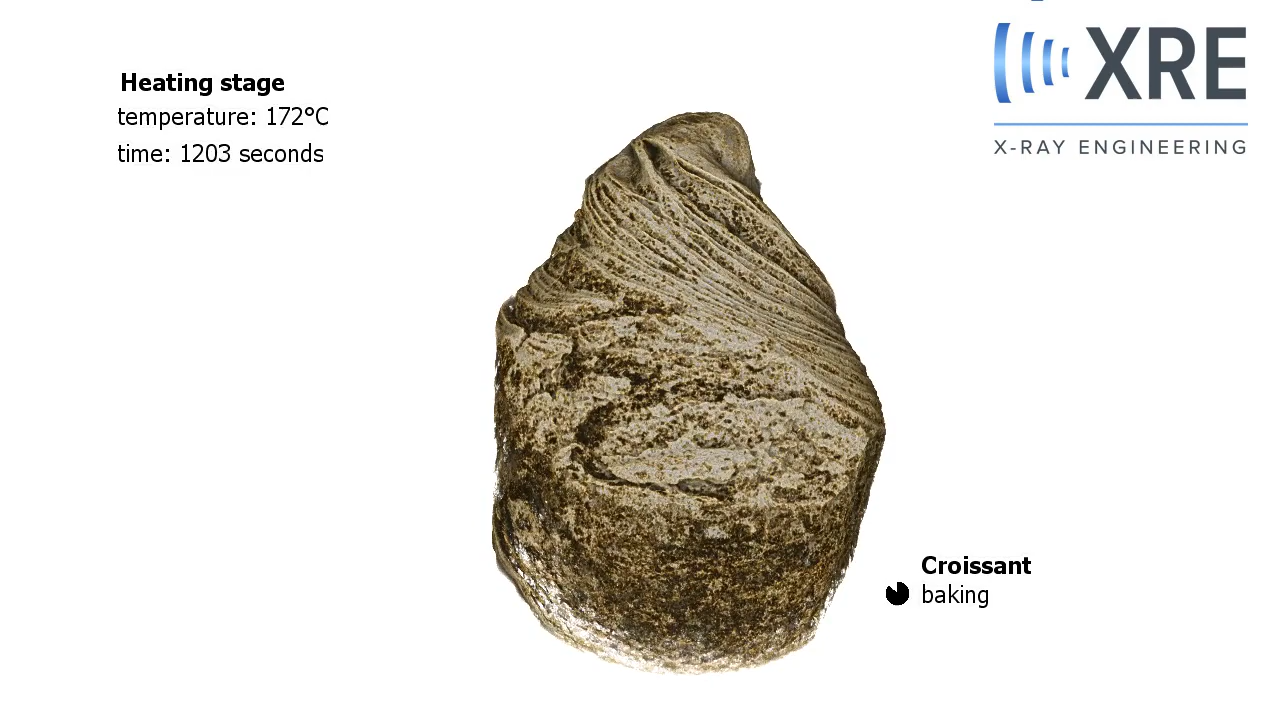 Heating stage
temperature: 172°C
time: 1203 seconds
XRE
X-RAY ENGINEERING
Croissant
baking